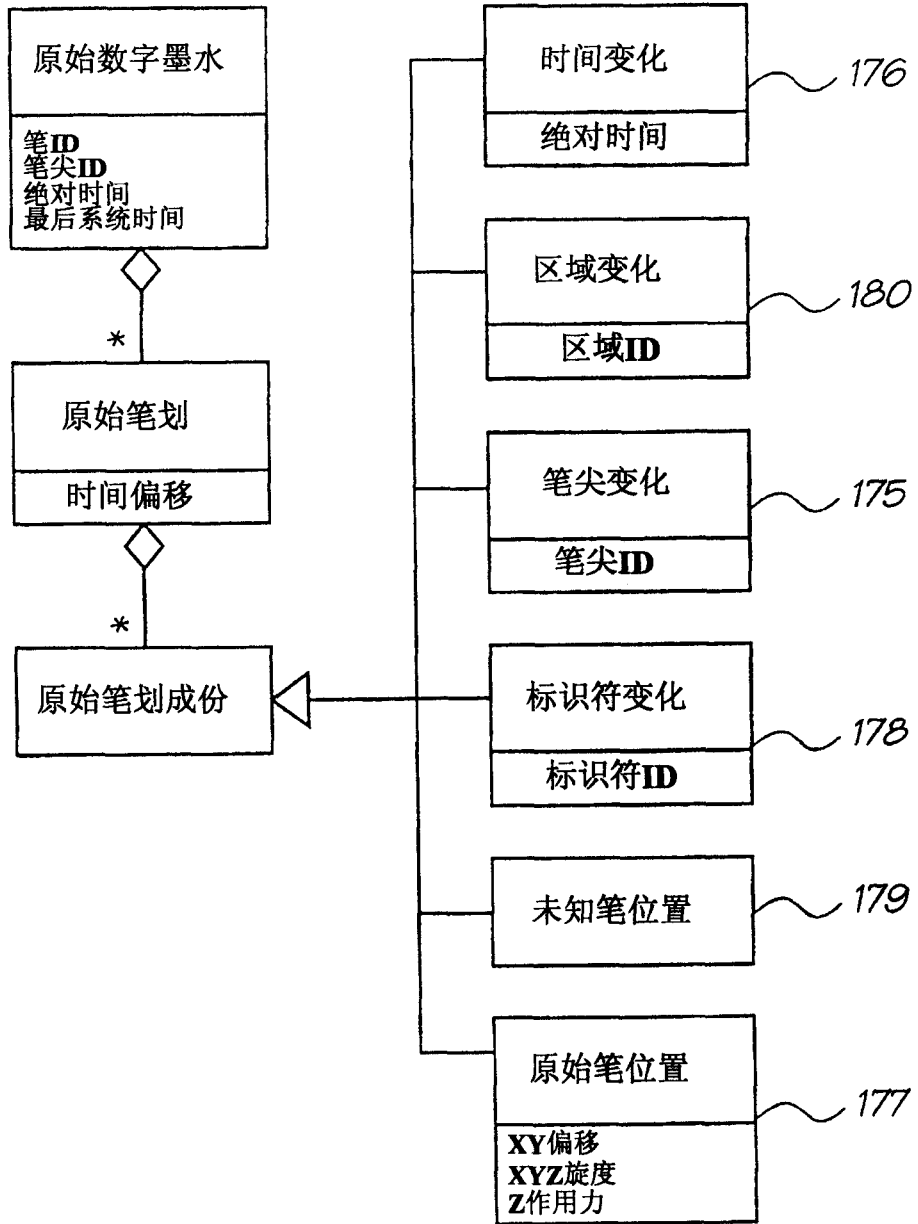 原始数字墨水
笔ID
笔尖ID
绝对时间
最后系统时间
*
原始笔划
时间偏移
*
原始笔划成份
时间变化
绝对时间
176
区域变化
区域ID
180
笔尖变化
笔尖ID
175
标识符变化
标识符ID
178
未知笔位置
179
原始笔位置
XY偏移
XYZ旋度
Z作用力
177